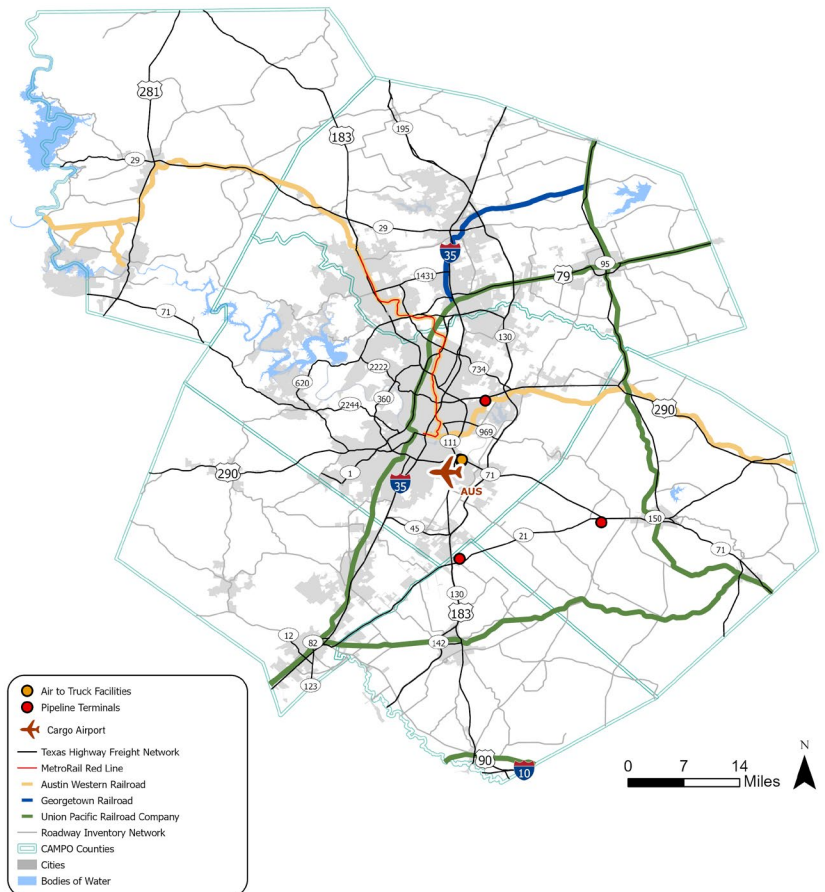 281
183
195
29
29
35
1431
79
95
71
130
2222
734
620
360
2244
290
969
111
290
1
35
AUS
71
150
45
21
71
130
183
12
82
142
123
90
10
Air to Truck Facilities
Pipeline Terminals
Cargo Airport
Texas Highway Freight Network
MetroRail Red Line
Austin Western Railroad
Georgetown Railroad
Union Pacific Railroad Company
Roadway Inventory Network
CAMPO Counties
Cities
Bodies of Water
N
0 7 14
Miles